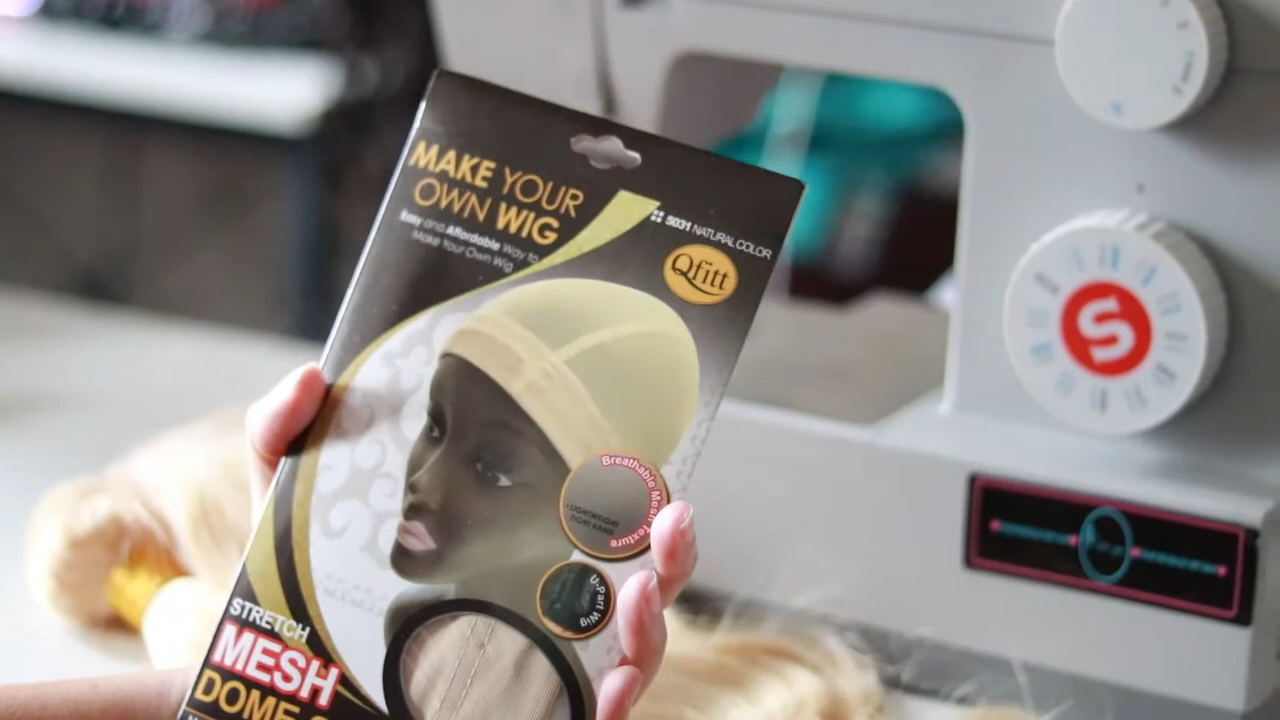 MAKE YOUR
OWN WIG
Easy and Affordable Way to
Make Your Own Wig
5031 NATURAL COLOR
Qfitt
Breathable Mesh Texture
• LIGHTWEIGHT
U-Part Wig
STRETCH
MESH
DOME
S